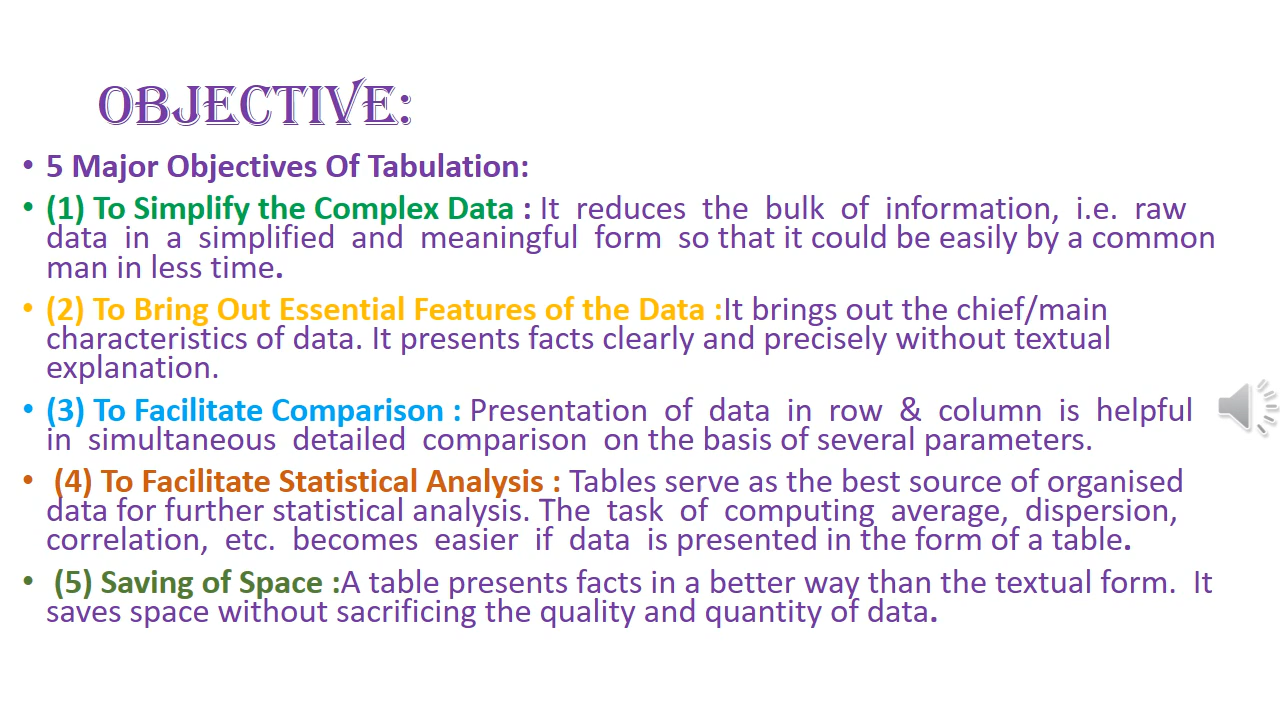 OBJECTIVE:
• 5 Major Objectives Of Tabulation:
• (1) To Simplify the Complex Data : It reduces the bulk of information, i.e. raw
data in a simplified and meaningful form so that it could be easily by a common
man in less time.
• (2) To Bring Out Essential Features of the Data :It brings out the chief/main
characteristics of data. It presents facts clearly and precisely without textual
explanation.
• (3) To Facilitate Comparison : Presentation of data in row & column is helpful
in simultaneous detailed comparison on the basis of several parameters.
• (4) To Facilitate Statistical Analysis : Tables serve as the best source of organised
data for further statistical analysis. The task of computing average, dispersion,
correlation, etc. becomes easier if data is presented in the form of a table.
• (5) Saving of Space :A table presents facts in a better way than the textual form. It
saves space without sacrificing the quality and quantity of data.